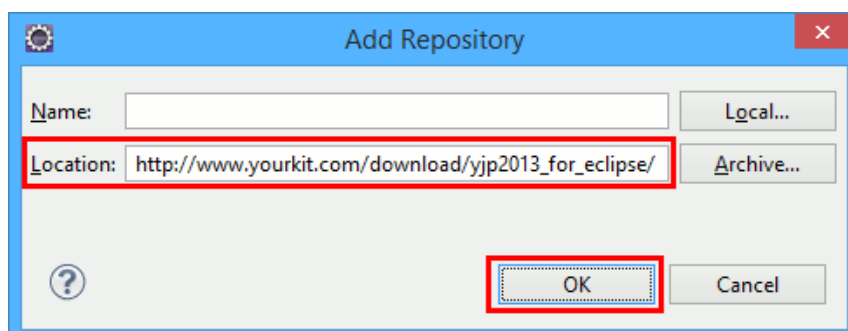 Add Repository
Name: Local...
Location: http://www.yourkit.com/download/yjp2013_for_eclipse/ Archive...
? OK Cancel